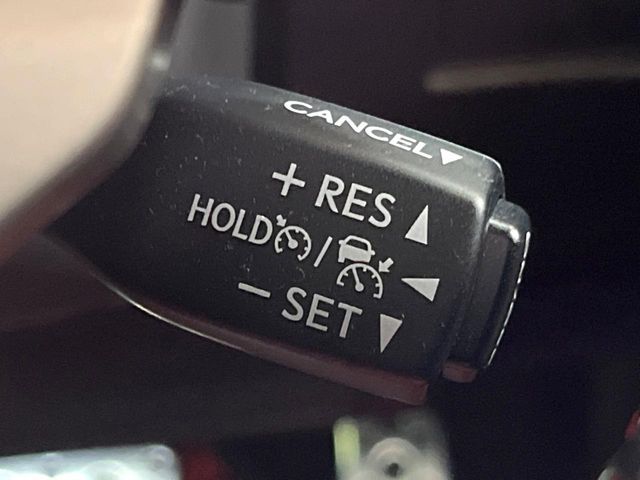 CANCEL▼
+ RES ▲
HOLD / ◀
− SET ▼